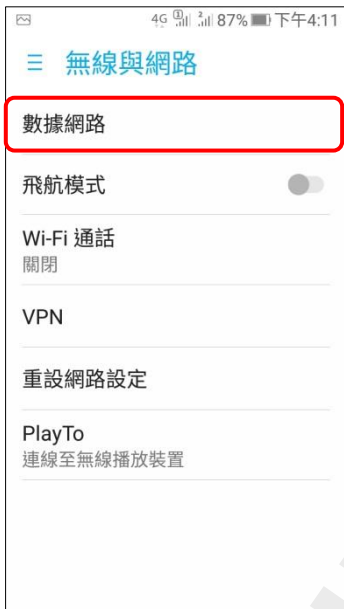 4G 1 2 87% 下午4:11
無線與網路
數據網路
飛航模式
Wi-Fi 通話
關閉
VPN
重設網路設定
PlayTo
連線至無線播放裝置